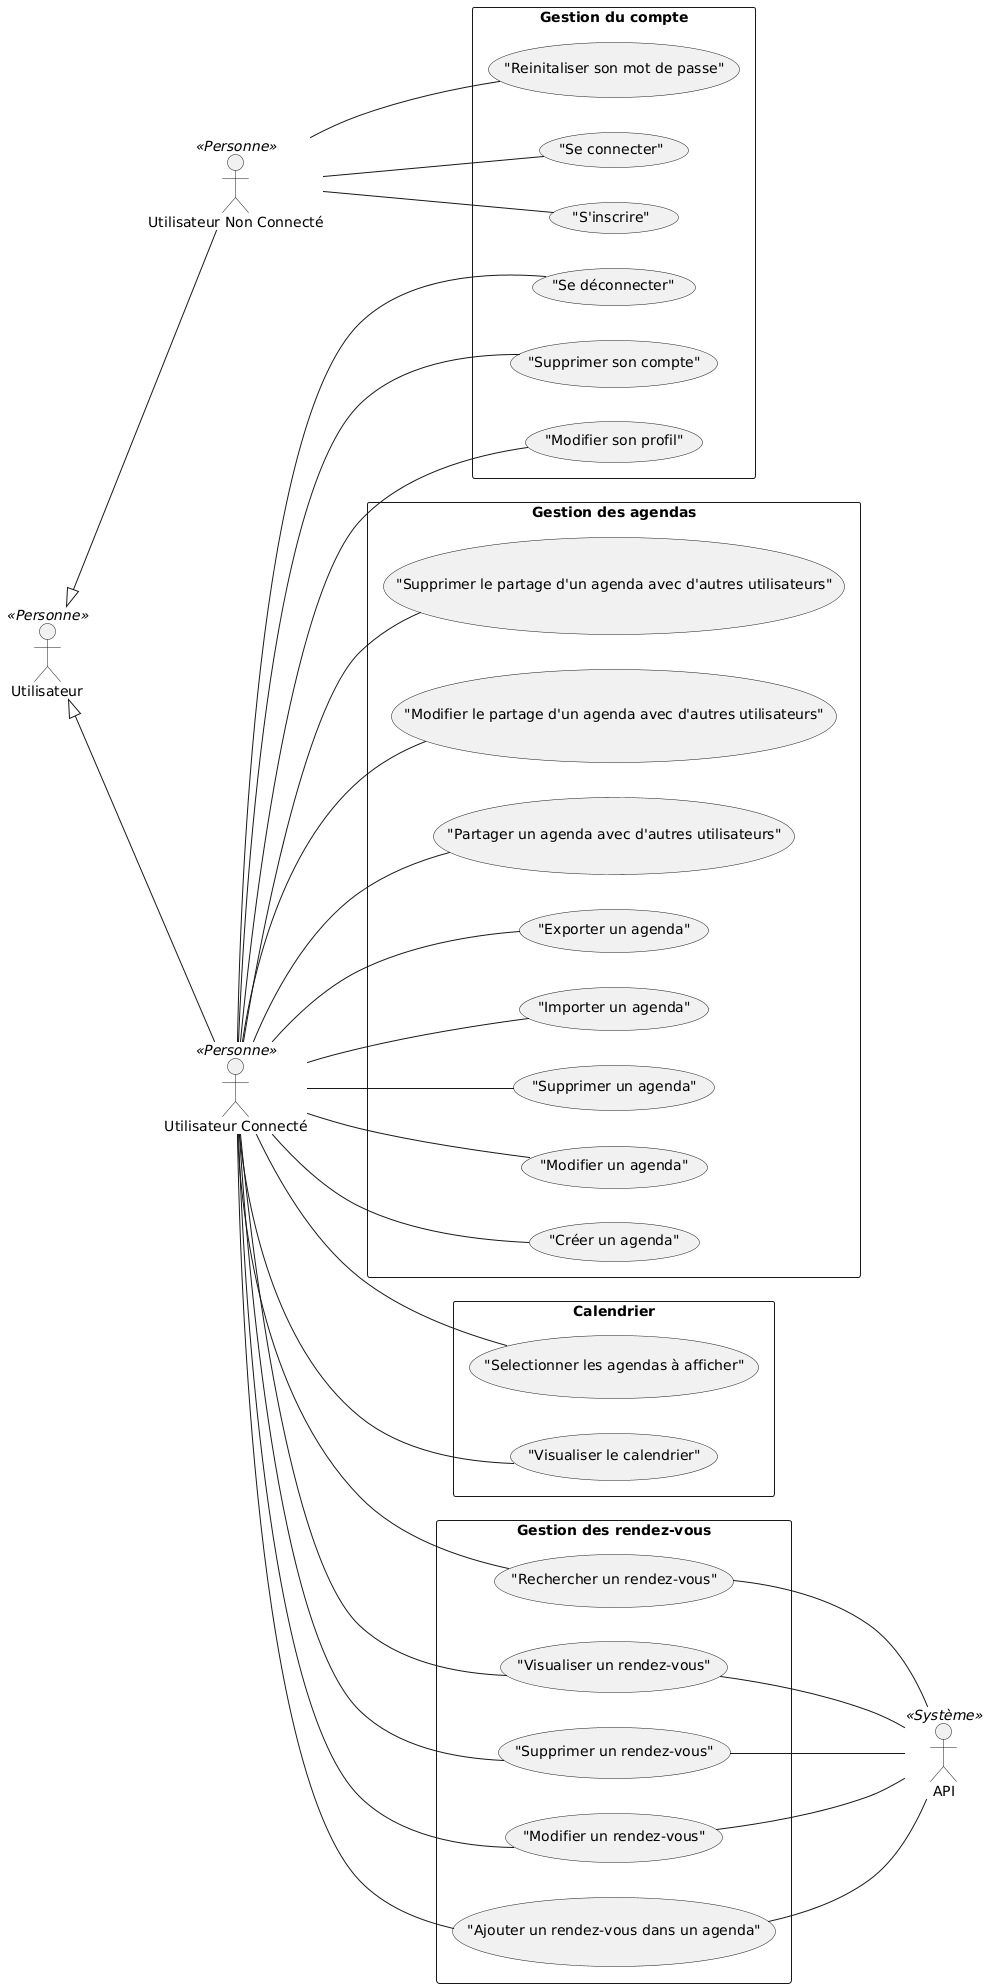 Gestion du compte
"Reinitaliser son mot de passe"
«Personne»
Utilisateur Non Connecté
"Se connecter"
"S'inscrire"
"Se déconnecter"
"Supprimer son compte"
"Modifier son profil"
Gestion des agendas
"Supprimer le partage d'un agenda avec d'autres utilisateurs"
«Personne»
Utilisateur
"Modifier le partage d'un agenda avec d'autres utilisateurs"
"Partager un agenda avec d'autres utilisateurs"
"Exporter un agenda"
"Importer un agenda"
«Personne»
Utilisateur Connecté
"Supprimer un agenda"
"Modifier un agenda"
"Créer un agenda"
Calendrier
"Selectionner les agendas à afficher"
"Visualiser le calendrier"
Gestion des rendez-vous
"Rechercher un rendez-vous"
"Visualiser un rendez-vous"
«Système»
API
"Supprimer un rendez-vous"
"Modifier un rendez-vous"
"Ajouter un rendez-vous dans un agenda"